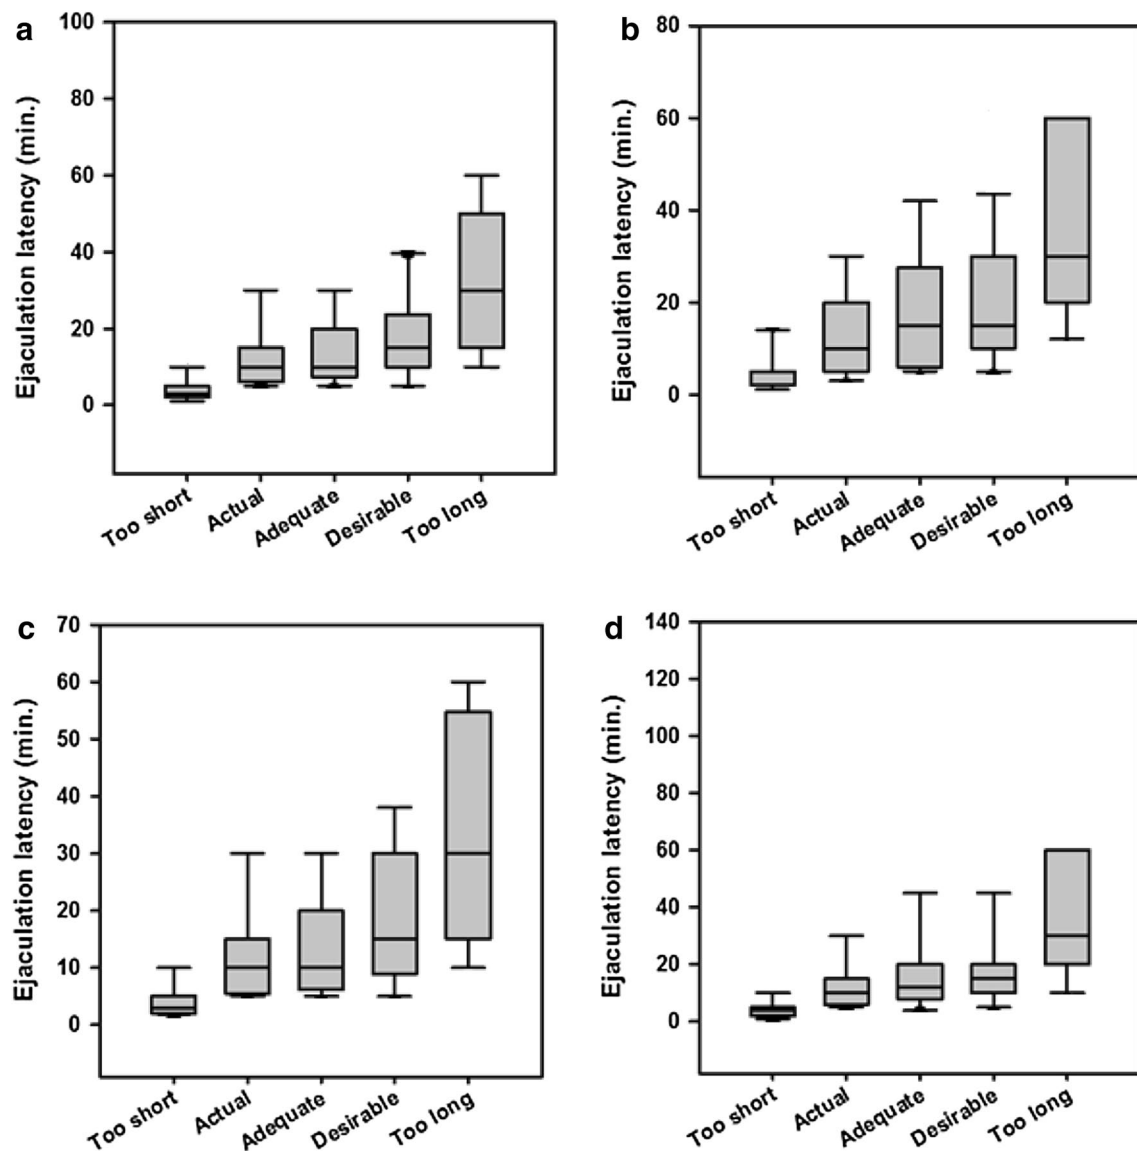 a
100
80
60
40
20
0
Ejaculation latency (min.)
Too short
Actual
Adequate
Desirable
Too long
b
80
60
40
20
0
Ejaculation latency (min.)
Too short
Actual
Adequate
Desirable
Too long
c
70
60
50
40
30
20
10
0
Ejaculation latency (min.)
Too short
Actual
Adequate
Desirable
Too long
d
140
120
100
80
60
40
20
0
Ejaculation latency (min.)
Too short
Actual
Adequate
Desirable
Too long